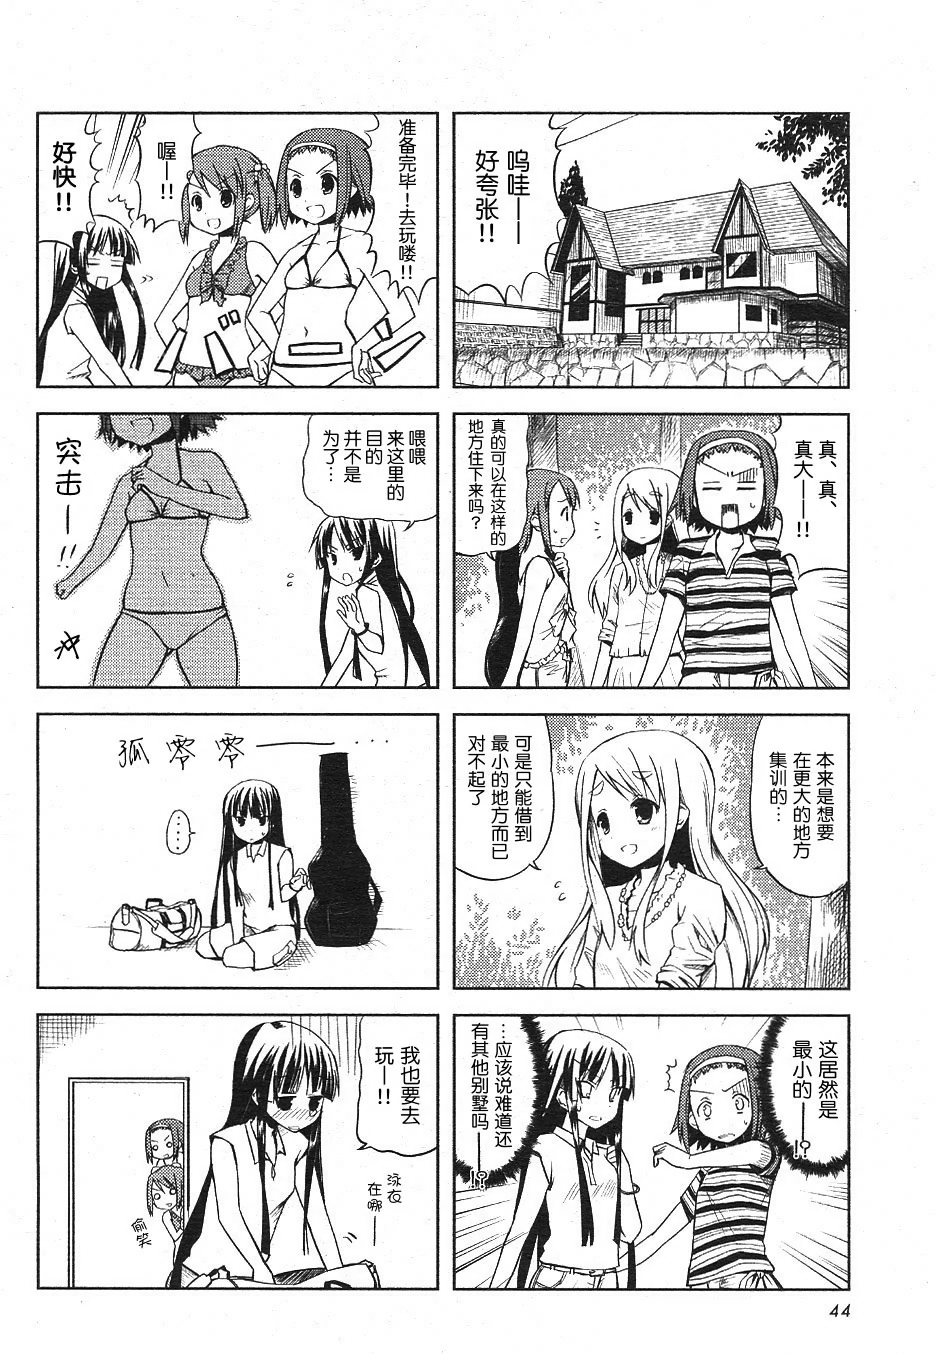 呜哇——
好夸张!!
真、真、
真大——!!
真的可以在这样的
地方住下来吗?
本来是想要
在更大的地方
集训的…
可是只能借到
最小的地方而已
对不起了
这居然是
最小的——!?
…应该说难道还
有其他别墅吗——!?
准备完毕!去玩喽!!
喔—!!
好快!!
喂喂
来这里的
目的
并不是
为了…
突击—!!
孤零零——…
……
我也要去
玩—!!
泳衣
在哪—
偷笑
44